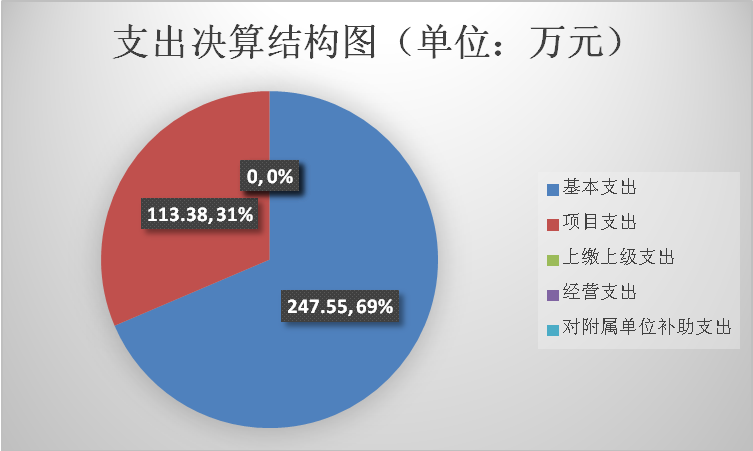 支出决算结构图（单位：万元）
0,0%
113.38,31%
247.55,69%
基本支出
项目支出
上缴上级支出
经营支出
对附属单位补助支出